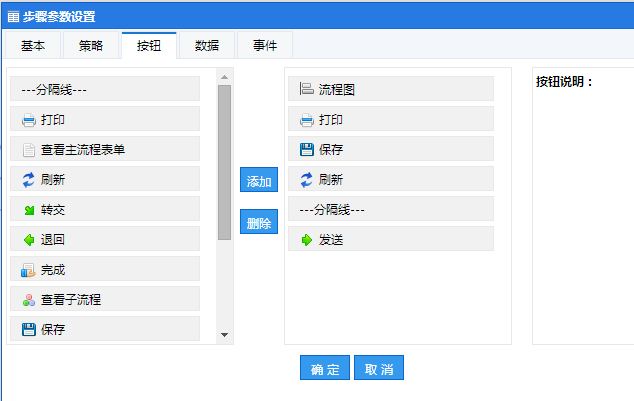 步骤参数设置
基本 策略 按钮 数据 事件
---分隔线---
打印
查看主流程表单
刷新
转交
退回
完成
查看子流程
保存
添加
删除
流程图
打印
保存
刷新
---分隔线---
发送
按钮说明：
确 定 取 消